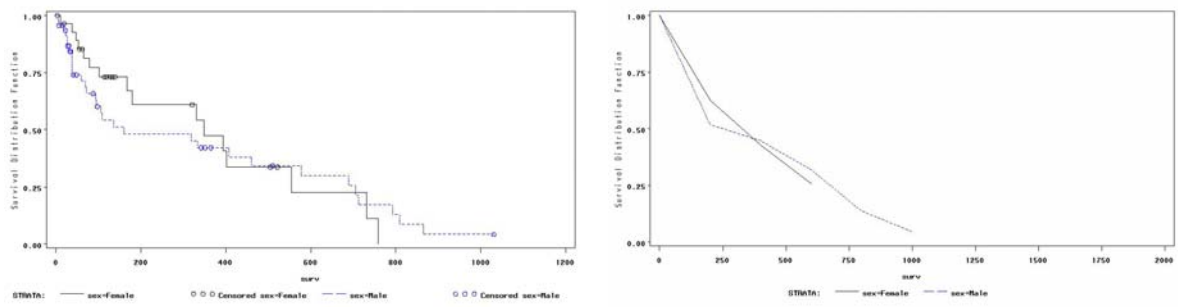 1.00
0.75
0.50
0.25
0.00
Survival Distribution Function
0 200 400 600 800 1000 1200
surv
STRATA: sex=Female Censored sex=Female sex=Male Censored sex=Male
1.00
0.75
0.50
0.25
0.00
Survival Distribution Function
0 250 500 750 1000 1250 1500 1750 2000
surv
STRATA: sex=Female sex=Male